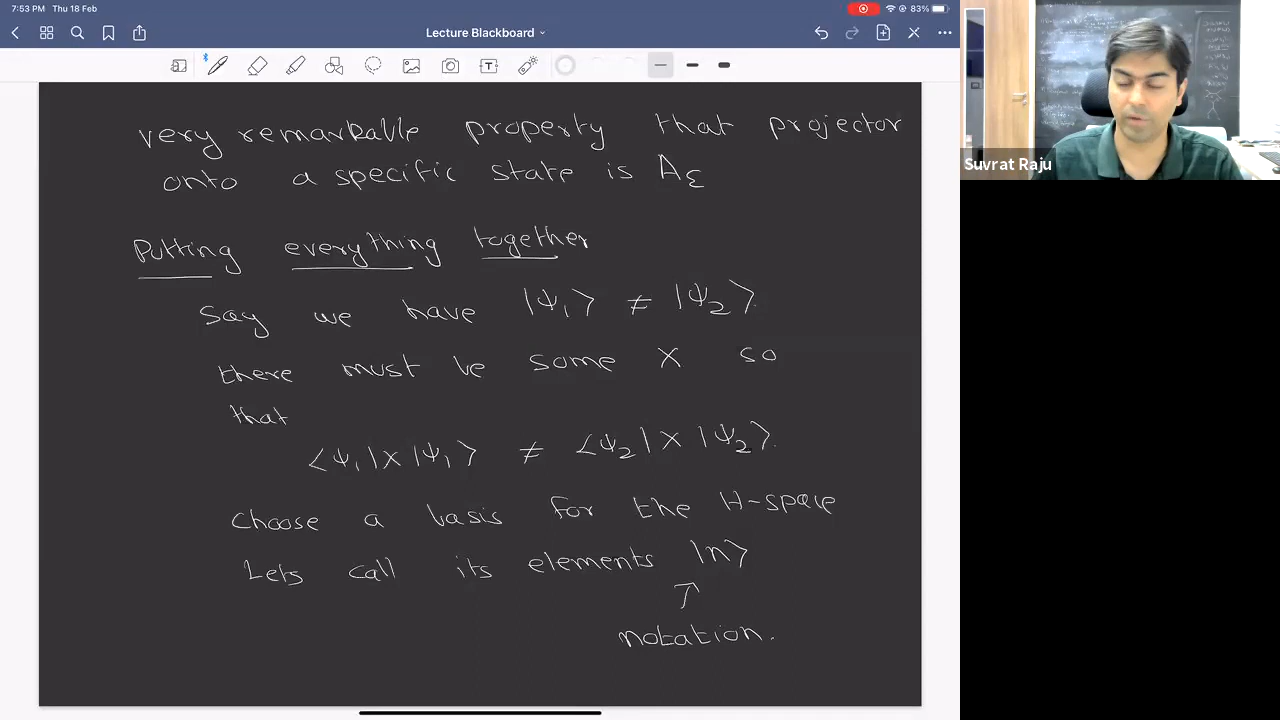 7:53 PM Thu 18 Feb
83%
Lecture Blackboard
very remarkable property that projector
onto a specific state is A_ε
Putting everything together
Say we have |Ψ₁⟩ ≠ |Ψ₂⟩.
there must be some X so
that
⟨Ψ₁|X|Ψ₁⟩ ≠ ⟨Ψ₂|X|Ψ₂⟩.
choose a basis for the H-space
Lets call its elements |n⟩
↑
notation.
Suvrat Raju